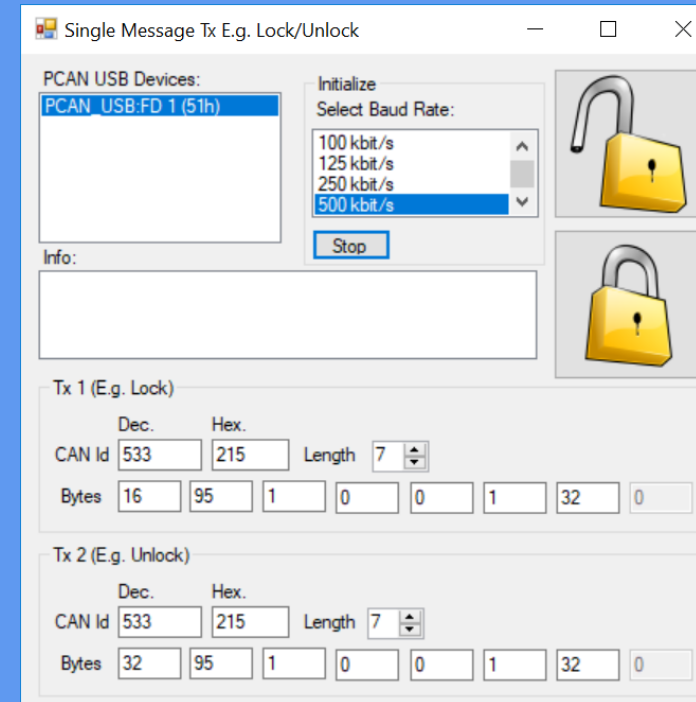 Single Message Tx E.g. Lock/Unlock
PCAN USB Devices:
PCAN_USB:FD 1 (51h)
Initialize
Select Baud Rate:
100 kbit/s
125 kbit/s
250 kbit/s
500 kbit/s
Stop
Info:
Tx 1 (E.g. Lock)
Dec. Hex.
CAN Id 533 215 Length 7
Bytes 16 95 1 0 0 1 32 0
Tx 2 (E.g. Unlock)
Dec. Hex.
CAN Id 533 215 Length 7
Bytes 32 95 1 0 0 1 32 0